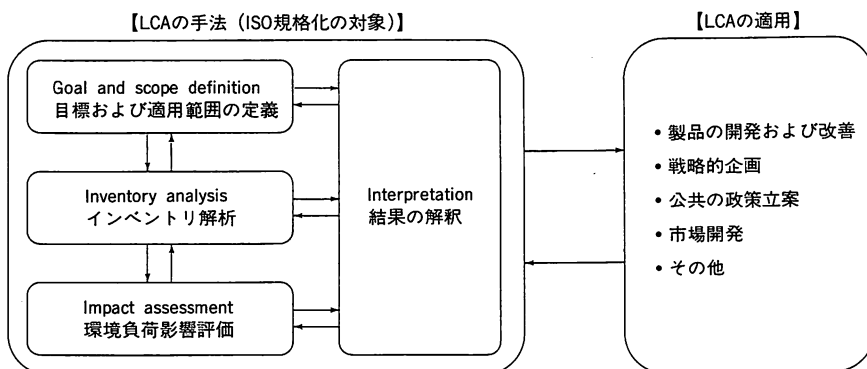 【LCAの手法(ISO規格化の対象)】
Goal and scope definition
目標および適用範囲の定義
Inventory analysis
インベントリ解析
Impact assessment
環境負荷影響評価
Interpretation
結果の解釈
【LCAの適用】
• 製品の開発および改善
• 戦略的企画
• 公共の政策立案
• 市場開発
• その他